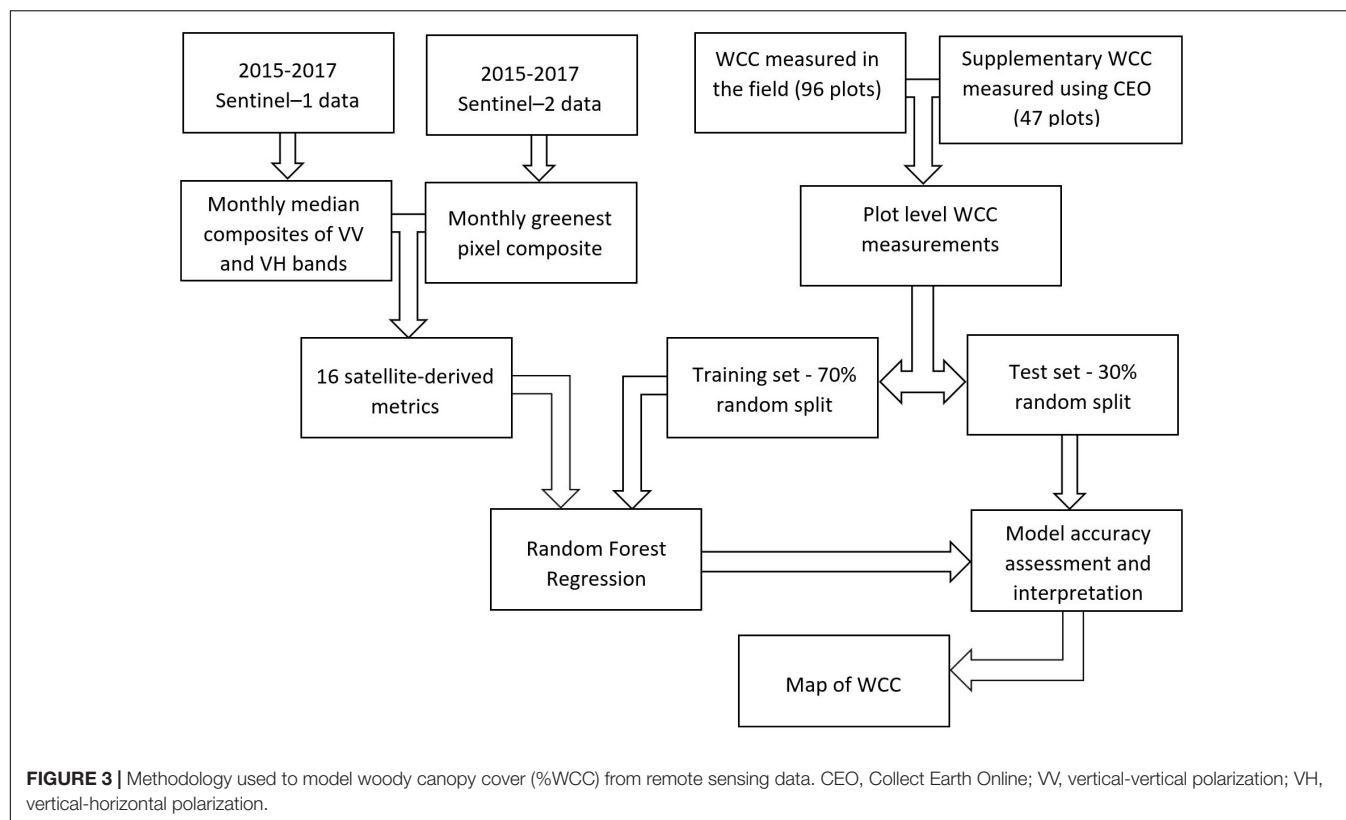 2015-2017
Sentinel–1 data
2015-2017
Sentinel–2 data
WCC measured in
the field (96 plots)
Supplementary WCC
measured using CEO
(47 plots)
Monthly median
composites of VV
and VH bands
Monthly greenest
pixel composite
Plot level WCC
measurements
16 satellite-derived
metrics
Training set - 70%
random split
Test set - 30%
random split
Random Forest
Regression
Model accuracy
assessment and
interpretation
Map of WCC
FIGURE 3 | Methodology used to model woody canopy cover (%WCC) from remote sensing data. CEO, Collect Earth Online; VV, vertical-vertical polarization; VH,
vertical-horizontal polarization.